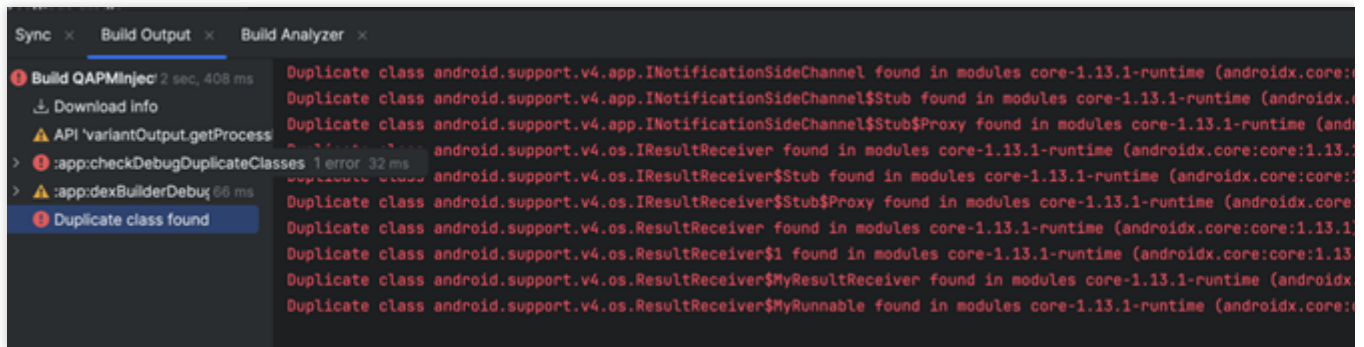 Sync × Build Output × Build Analyzer ×
Build QAPMInjec 2 sec, 408 ms
Download info
API 'variantOutput.getProcess
:app:checkDebugDuplicateClasses 1 error 32 ms
:app:dexBuilderDebug 66 ms
Duplicate class found
Duplicate class android.support.v4.app.INotificationSideChannel found in modules core-1.13.1-runtime (androidx.core:
Duplicate class android.support.v4.app.INotificationSideChannel$Stub found in modules core-1.13.1-runtime (androidx.
Duplicate class android.support.v4.app.INotificationSideChannel$Stub$Proxy found in modules core-1.13.1-runtime (and
android.support.v4.os.IResultReceiver found in modules core-1.13.1-runtime (androidx.core:core:1.13.
Duplicate class android.support.v4.os.IResultReceiver$Stub found in modules core-1.13.1-runtime (androidx.core:core:
Duplicate class android.support.v4.os.IResultReceiver$Stub$Proxy found in modules core-1.13.1-runtime (androidx.core
Duplicate class android.support.v4.os.ResultReceiver found in modules core-1.13.1-runtime (androidx.core:core:1.13.1)
Duplicate class android.support.v4.os.ResultReceiver$1 found in modules core-1.13.1-runtime (androidx.core:core:1.13.
Duplicate class android.support.v4.os.ResultReceiver$MyResultReceiver found in modules core-1.13.1-runtime (androidx
Duplicate class android.support.v4.os.ResultReceiver$MyRunnable found in modules core-1.13.1-runtime (androidx.core: